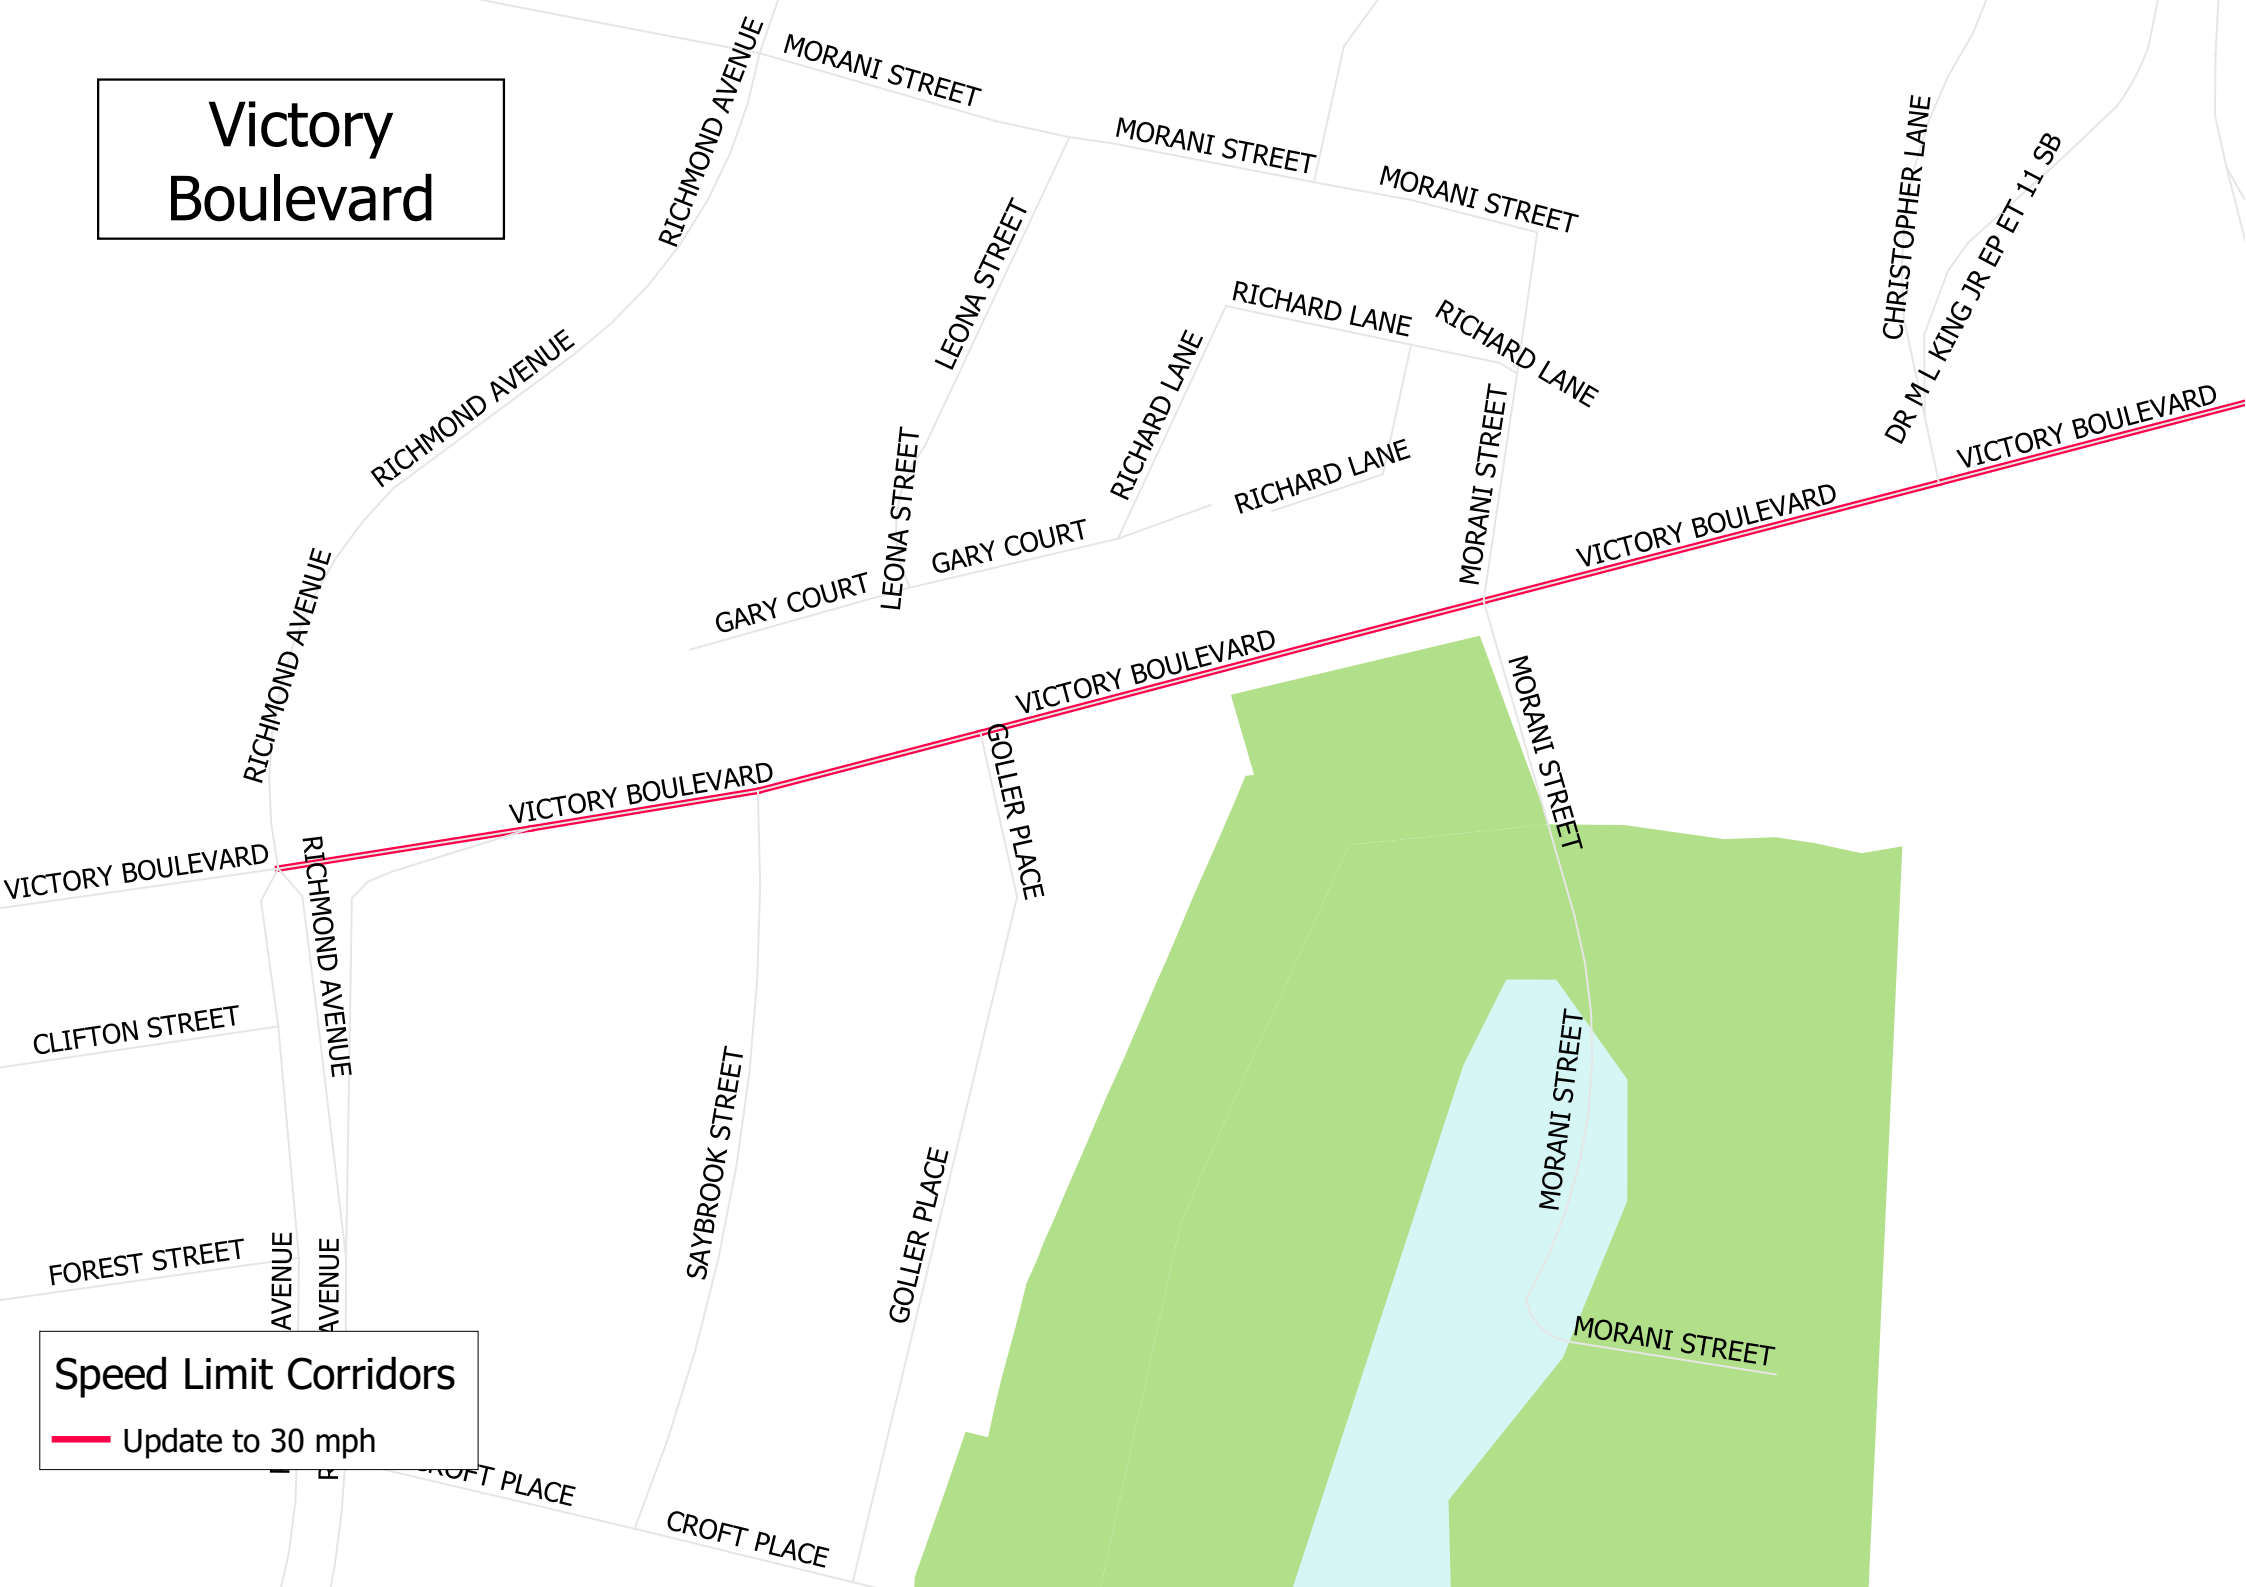 Victory
Boulevard
RICHMOND AVENUE
MORANI STREET
MORANI STREET
MORANI STREET
CHRISTOPHER LANE
DR M L KING JR EP ET 11 SB
LEONA STREET
RICHARD LANE
RICHARD LANE
RICHARD LANE
RICHMOND AVENUE
MORANI STREET
VICTORY BOULEVARD
LEONA STREET
RICHARD LANE
VICTORY BOULEVARD
GARY COURT
GARY COURT
RICHMOND AVENUE
VICTORY BOULEVARD
MORANI STREET
GOLLER PLACE
VICTORY BOULEVARD
VICTORY BOULEVARD
RICHMOND AVENUE
CLIFTON STREET
MORANI STREET
SAYBROOK STREET
GOLLER PLACE
FOREST STREET
AVENUE
AVENUE
MORANI STREET
Speed Limit Corridors
Update to 30 mph
CROFT PLACE
CROFT PLACE